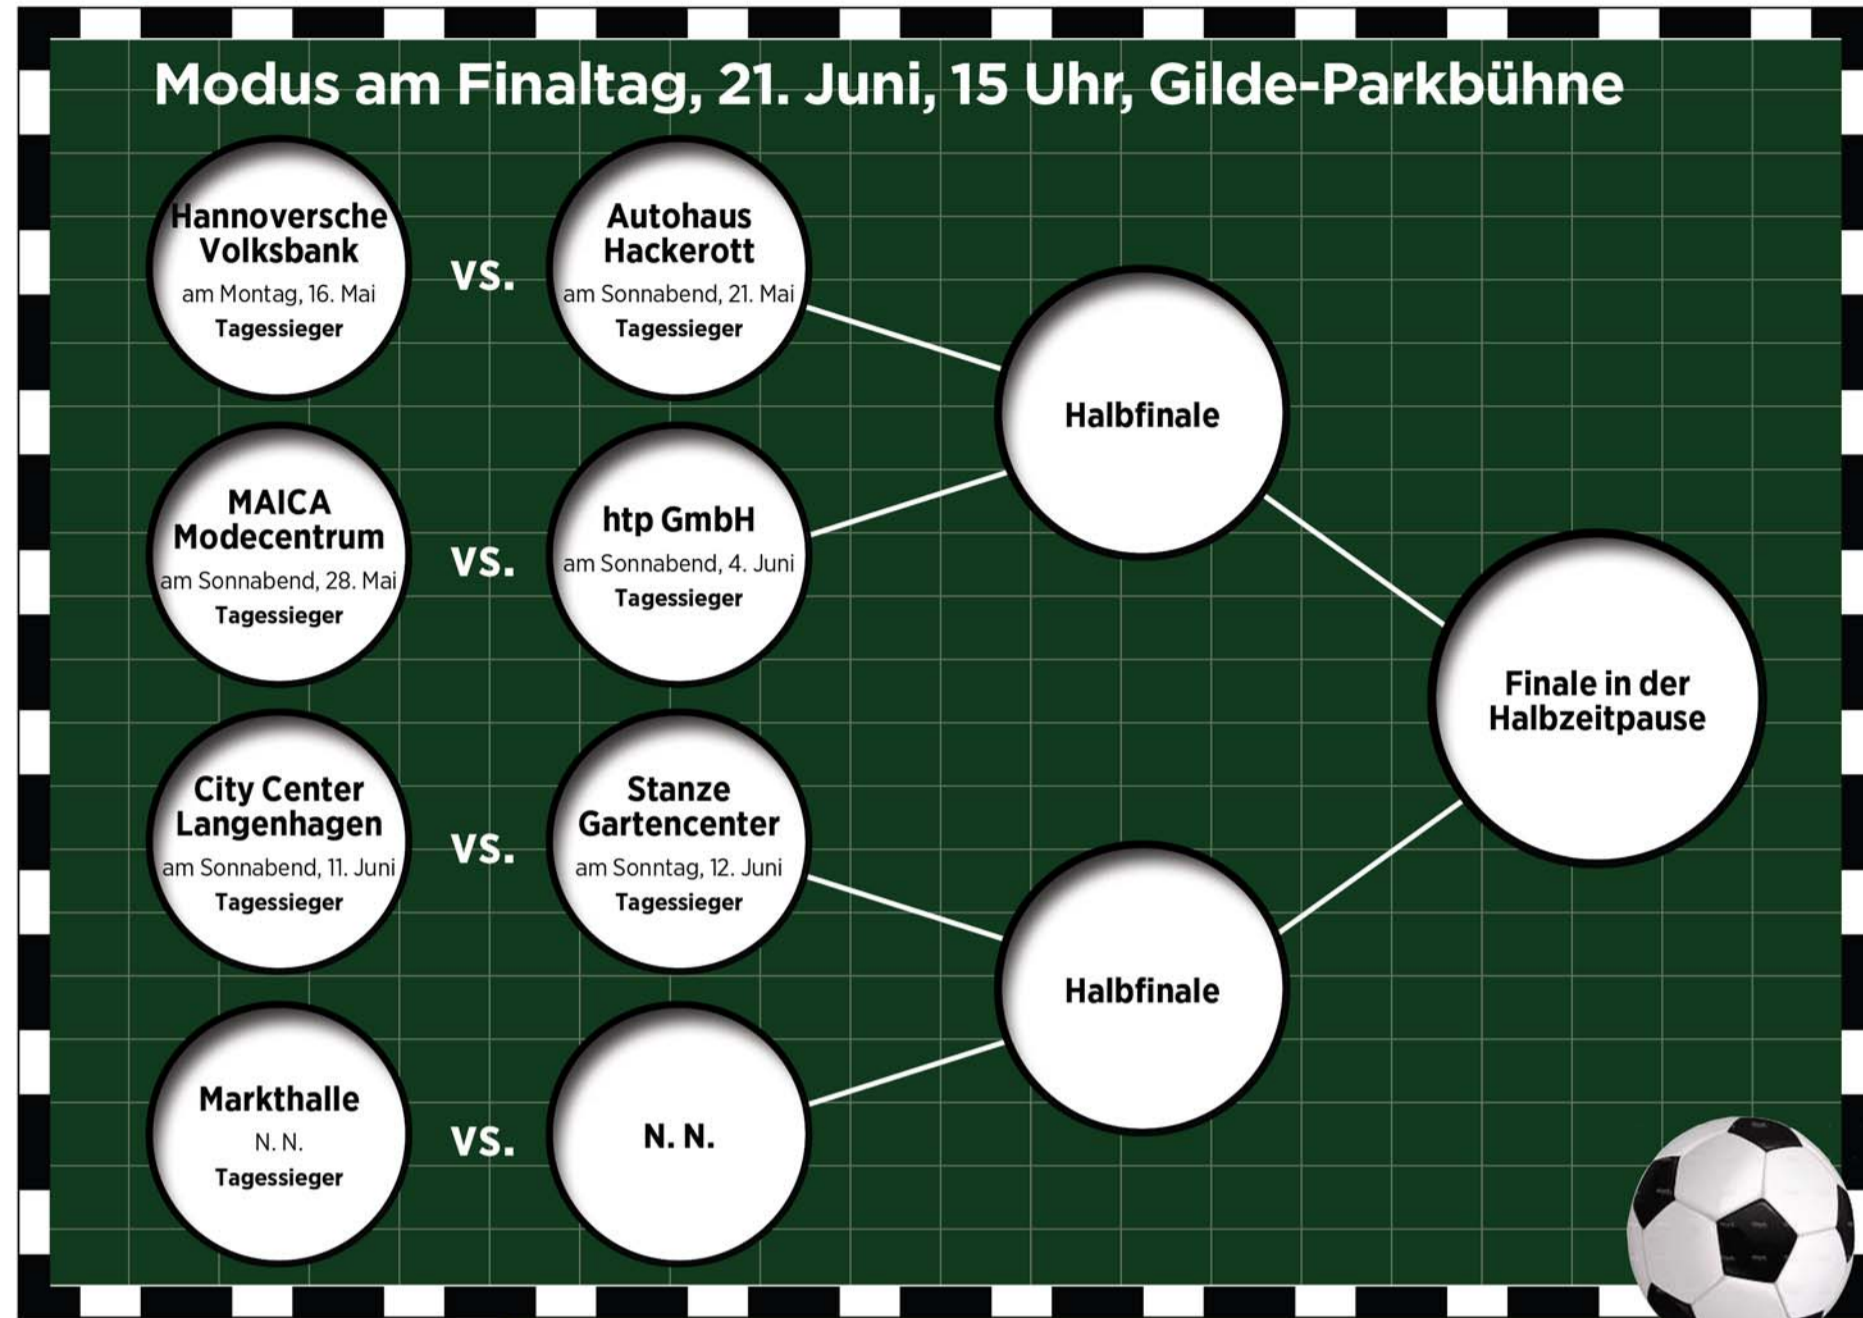 Modus am Finaltag, 21. Juni, 15 Uhr, Gilde-Parkbühne
Hannoversche
Volksbank
am Montag, 16. Mai
Tagessieger
vs.
Autohaus
Hackerott
am Sonnabend, 21. Mai
Tagessieger
MAICA
Modecentrum
am Sonnabend, 28. Mai
Tagessieger
vs.
htp GmbH
am Sonnabend, 4. Juni
Tagessieger
City Center
Langenhagen
am Sonnabend, 11. Juni
Tagessieger
vs.
Stanze
Gartencenter
am Sonntag, 12. Juni
Tagessieger
Markthalle
N. N.
Tagessieger
vs.
N. N.
Halbfinale
Halbfinale
Finale in der
Halbzeitpause